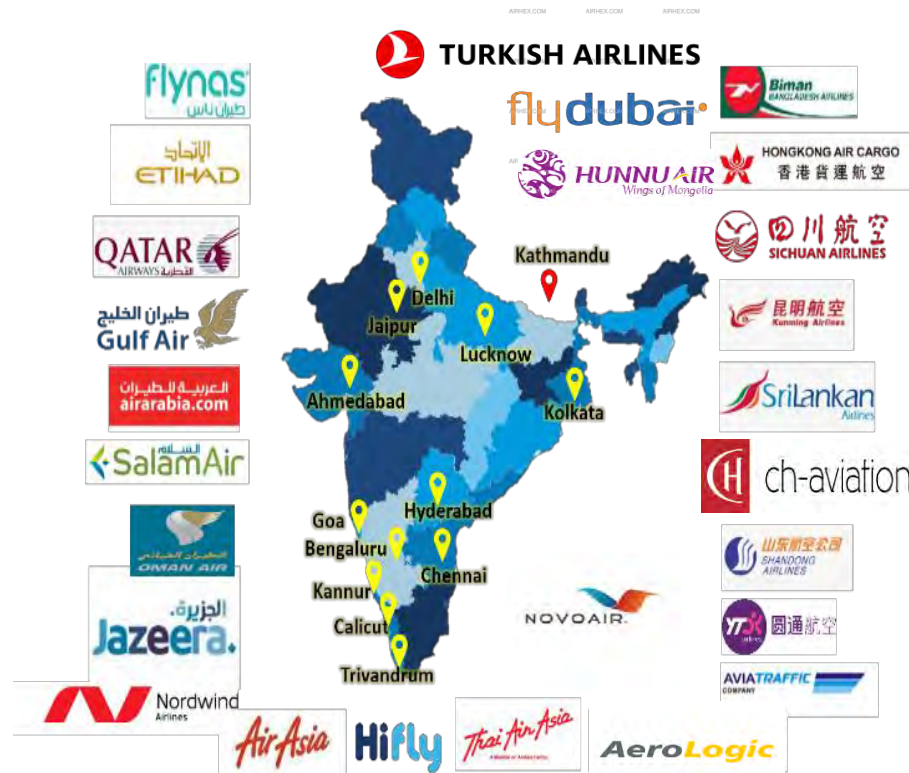 AIRHEX.COM AIRHEX.COM AIRHEX.COM
TURKISH AIRLINES
flynas
طيران ناس
flydubai
Biman
BANGLADESH AIRLINES
الإتحاد
ETIHAD
HUNNU AIR
Wings of Mongolia
HONGKONG AIR CARGO
香港貨運航空
QATAR
AIRWAYS القطرية
四川航空
SICHUAN AIRLINES
Kathmandu
Delhi
Jaipur
طيران الخليج
Gulf Air
昆明航空
Kunming Airlines
Lucknow
العربية للطيران
airarabia.com
Ahmedabad
Kolkata
SriLankan
Airlines
السلام
SalamAir
ch-aviation
Hyderabad
Goa
Bengaluru
الطيران العماني
OMAN AIR
Chennai
山东航空公司
SHANDONG
AIRLINES
Kannur
Calicut
NOVOAIR.
الجزيرة.
Jazeera.
YTO
airlines
圆通航空
Trivandrum
AVIATRAFFIC
COMPANY
Nordwind
Airlines
AirAsia
Hifly
Thai AirAsia
AeroLogic